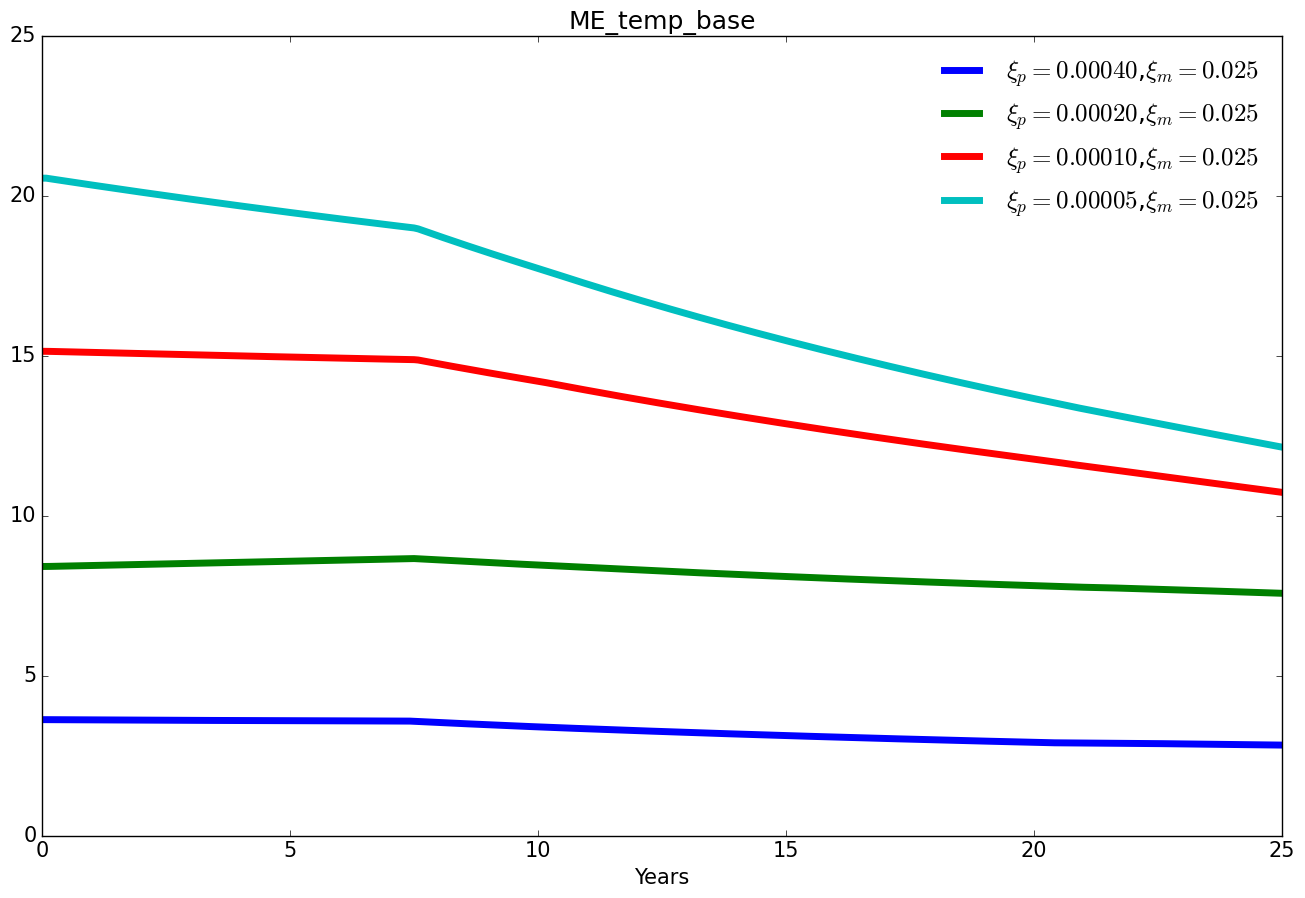 ME_temp_base
25
20
15
10
5
0
ξₚ = 0.00040,ξₘ = 0.025
ξₚ = 0.00020,ξₘ = 0.025
ξₚ = 0.00010,ξₘ = 0.025
ξₚ = 0.00005,ξₘ = 0.025
0 5 10 15 20 25
Years